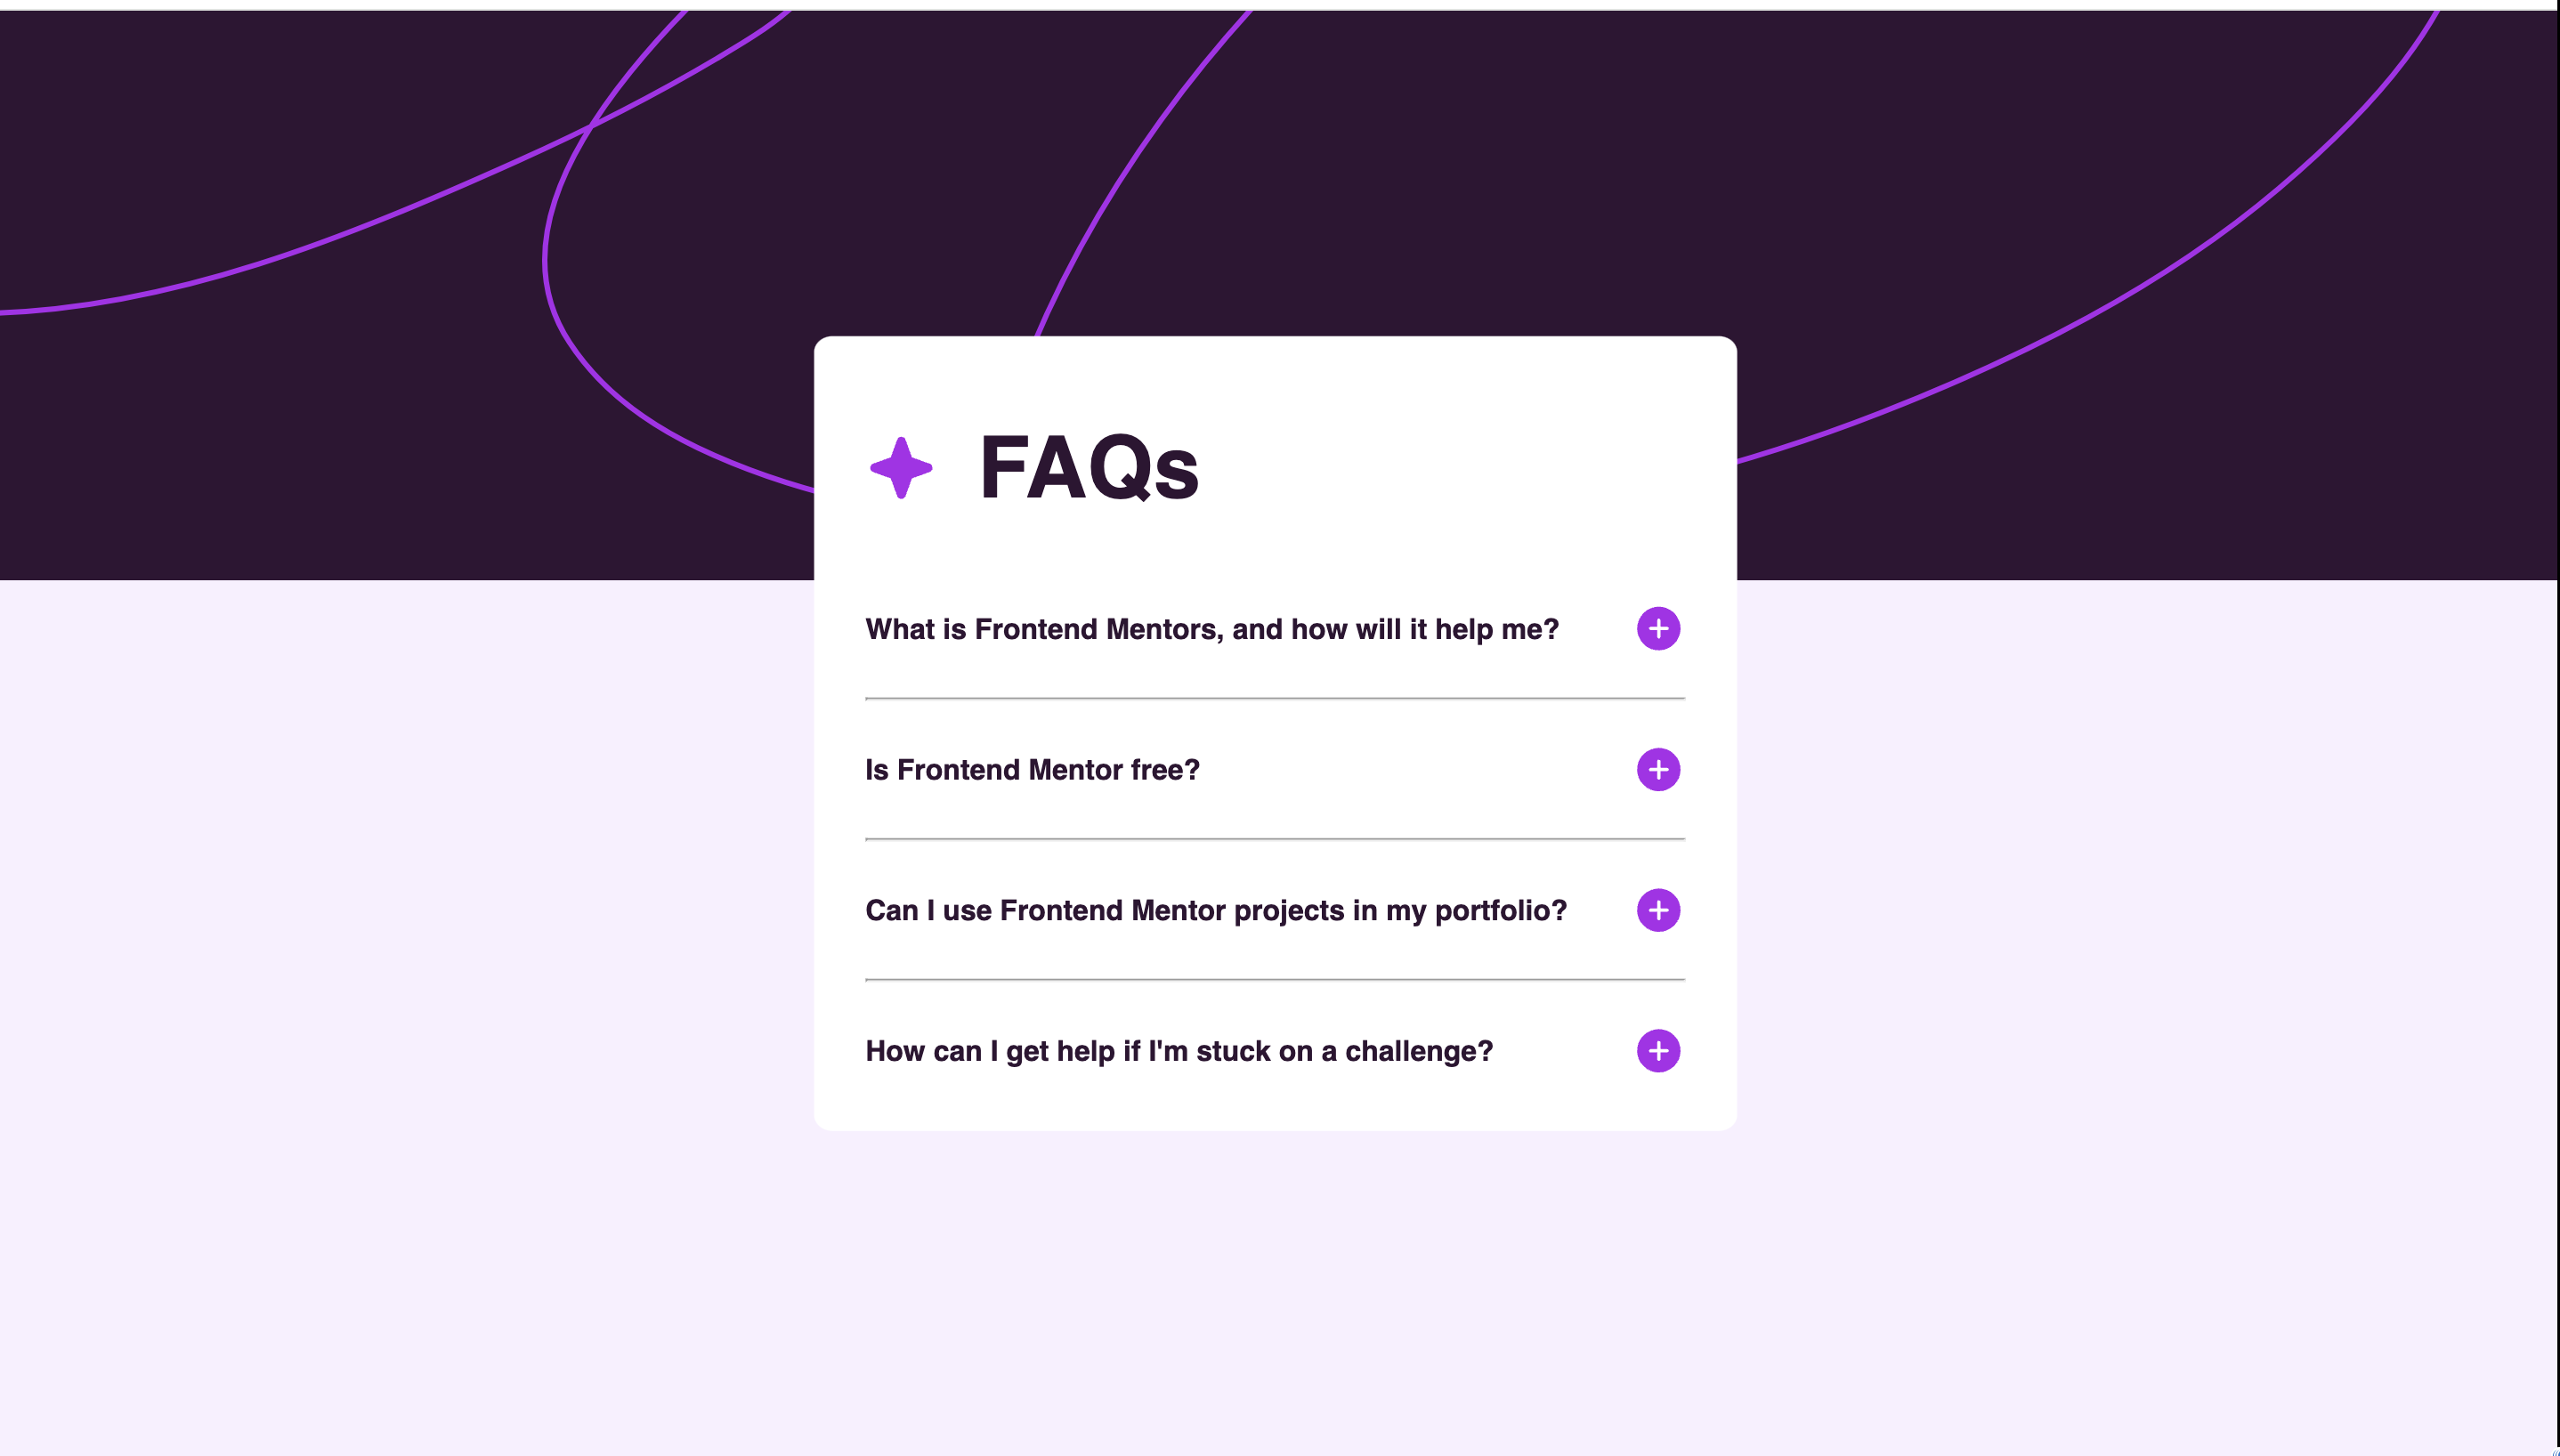 FAQs
What is Frontend Mentors, and how will it help me?
Is Frontend Mentor free?
Can I use Frontend Mentor projects in my portfolio?
How can I get help if I'm stuck on a challenge?